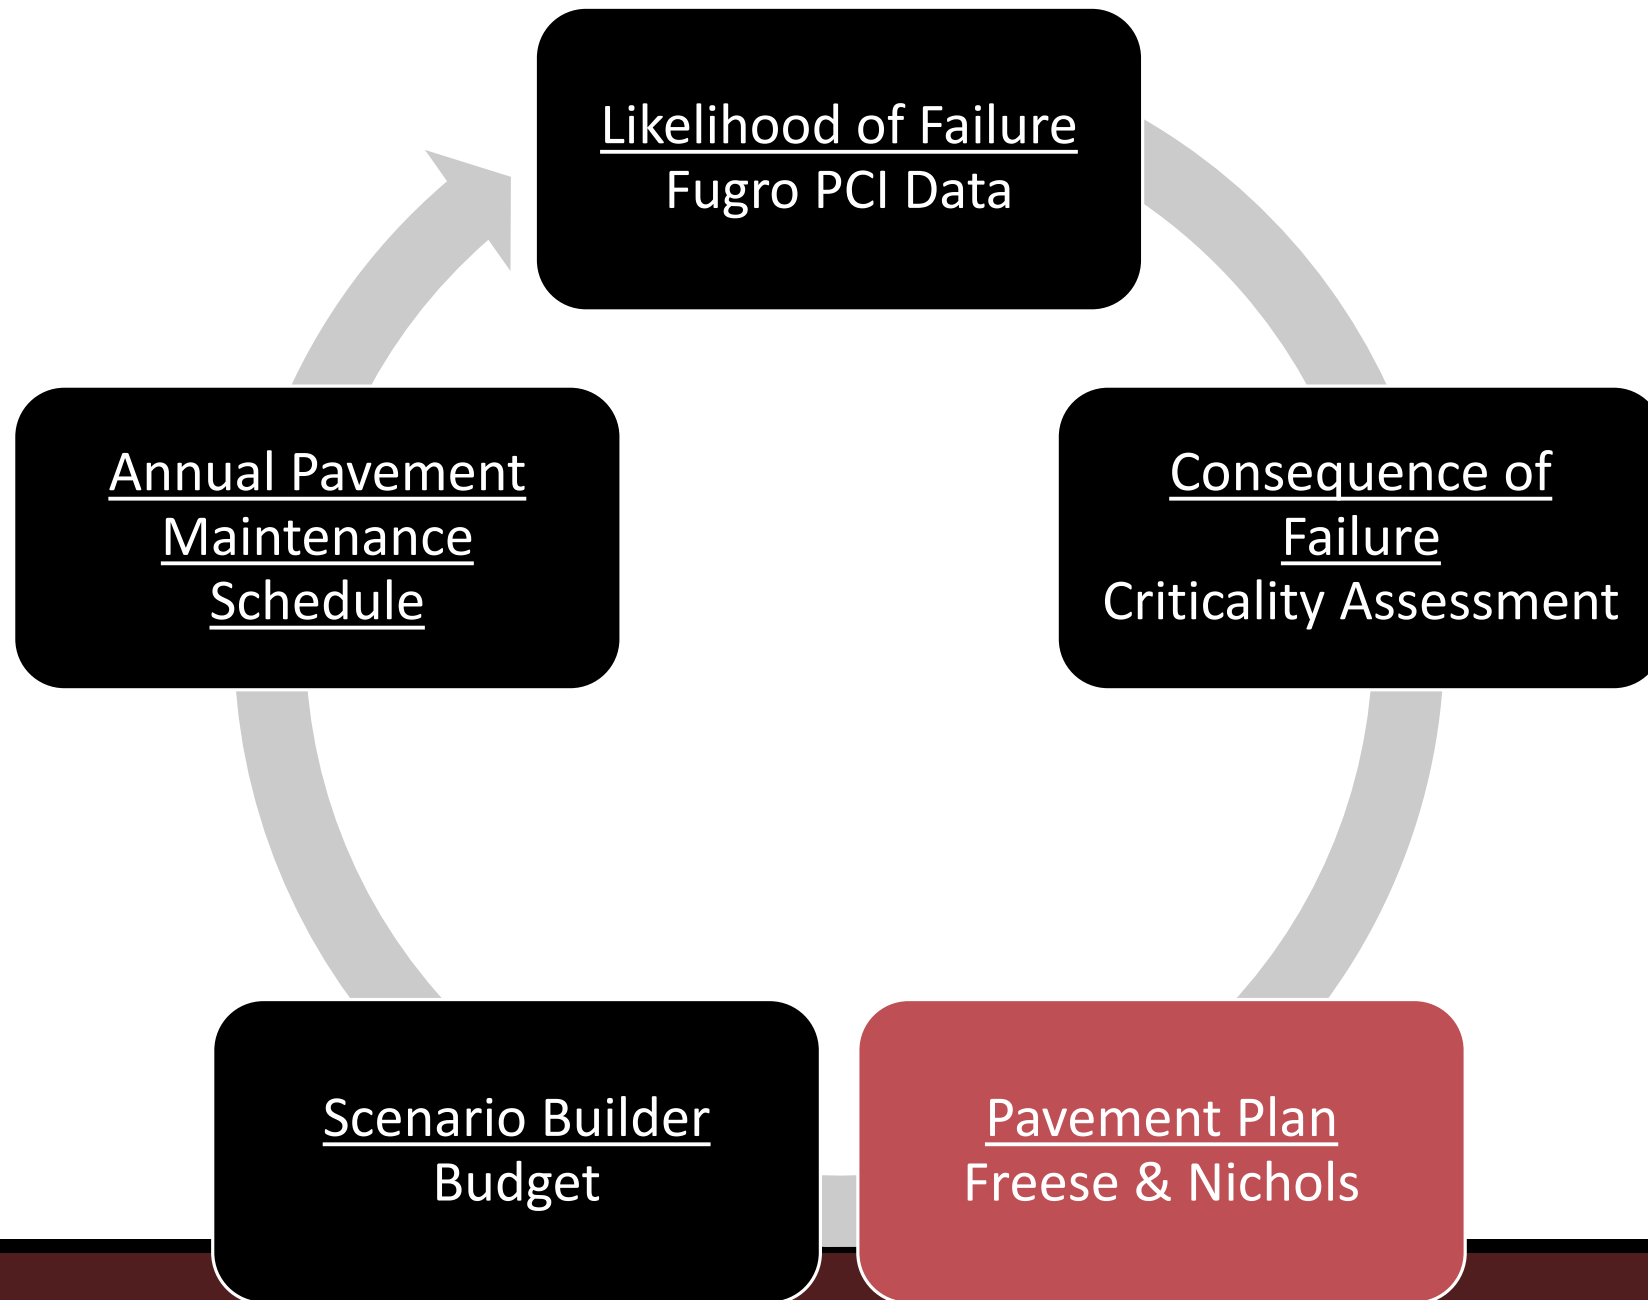 Likelihood of Failure
Fugro PCI Data
Consequence of
Failure
Criticality Assessment
Pavement Plan
Freese & Nichols
Scenario Builder
Budget
Annual Pavement
Maintenance
Schedule